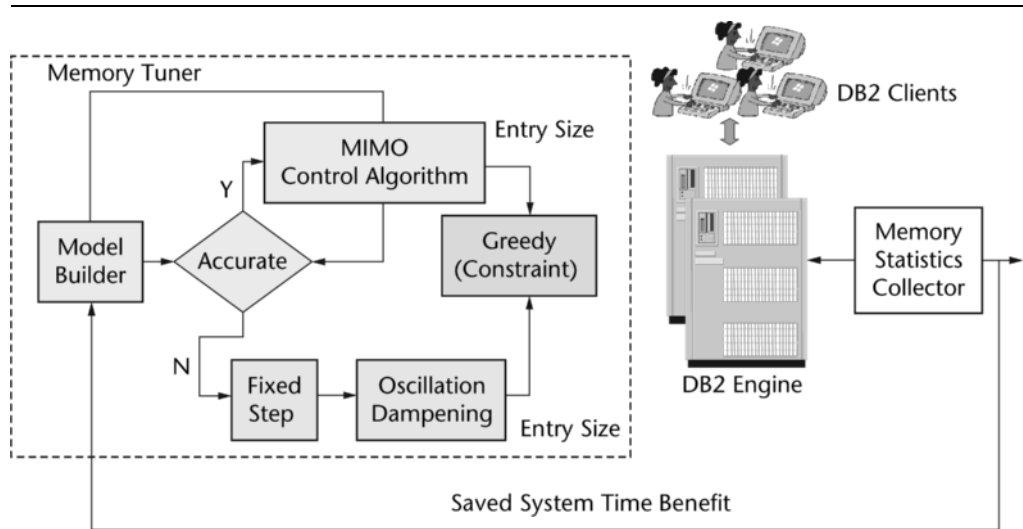 Memory Tuner
DB2 Clients
Entry Size
MIMO
Control Algorithm
Y
Model
Builder
Accurate
Greedy
(Constraint)
Memory
Statistics
Collector
N
Fixed
Step
Oscillation
Dampening
DB2 Engine
Entry Size
Saved System Time Benefit